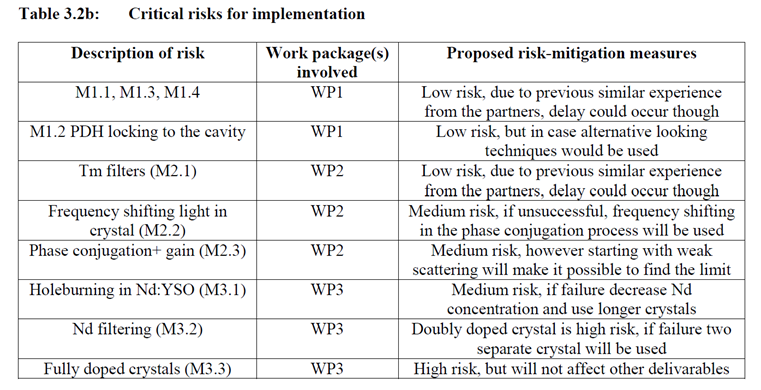 Table 3.2b: Critical risks for implementation
Description of risk Work package(s) involved Proposed risk-mitigation measures
M1.1, M1.3, M1.4 WP1 Low risk, due to previous similar experience
from the partners, delay could occur though
M1.2 PDH locking to the cavity WP1 Low risk, but in case alternative looking
techniques would be used
Tm filters (M2.1) WP2 Low risk, due to previous similar experience
from the partners, delay could occur though
Frequency shifting light in
crystal (M2.2) WP2 Medium risk, if unsuccessful, frequency shifting
in the phase conjugation process will be used
Phase conjugation+ gain (M2.3) WP2 Medium risk, however starting with weak
scattering will make it possible to find the limit
Holeburning in Nd:YSO (M3.1) WP3 Medium risk, if failure decrease Nd
concentration and use longer crystals
Nd filtering (M3.2) WP3 Doubly doped crystal is high risk, if failure two
separate crystal will be used
Fully doped crystals (M3.3) WP3 High risk, but will not affect other delivarables